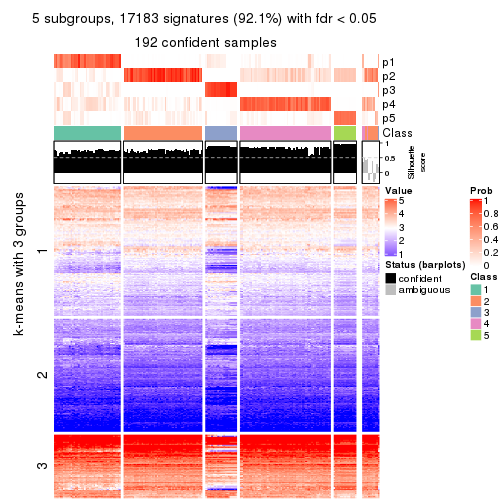 5 subgroups, 17183 signatures (92.1%) with fdr < 0.05
192 confident samples
p1
p2
p3
p4
p5
Class
1
0.5
0
Silhouette
score
k-means with 3 groups
1
2
3
Value
5
4
3
2
1
Status (barplots)
confident
ambiguous
Prob
1
0.8
0.6
0.4
0.2
0
Class
1
2
3
4
5